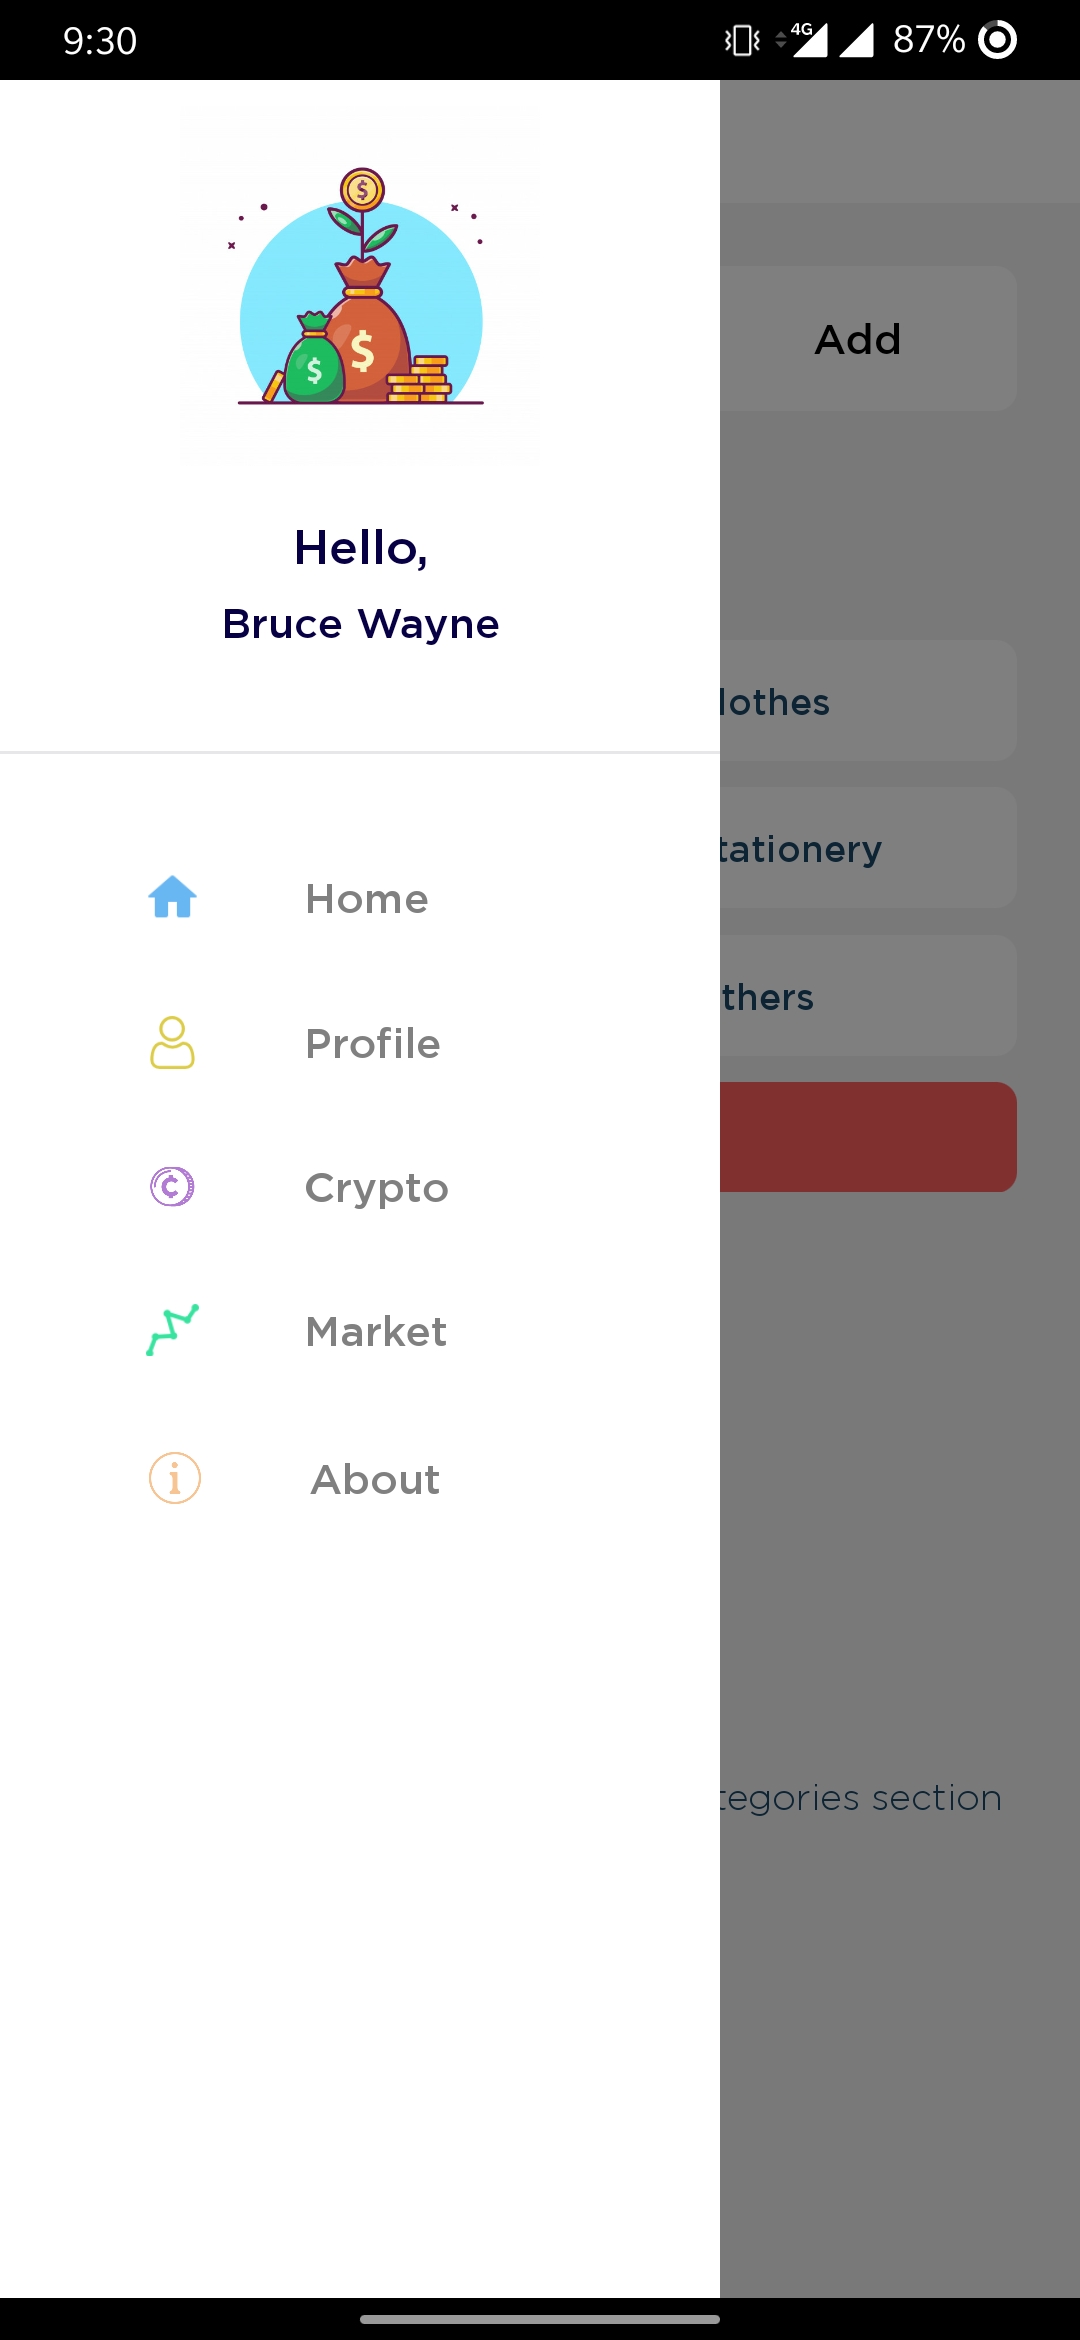 9:30
4G
87%
Add
Hello,
Bruce Wayne
lothes
tationery
thers
Home
Profile
Crypto
Market
About
tegories section